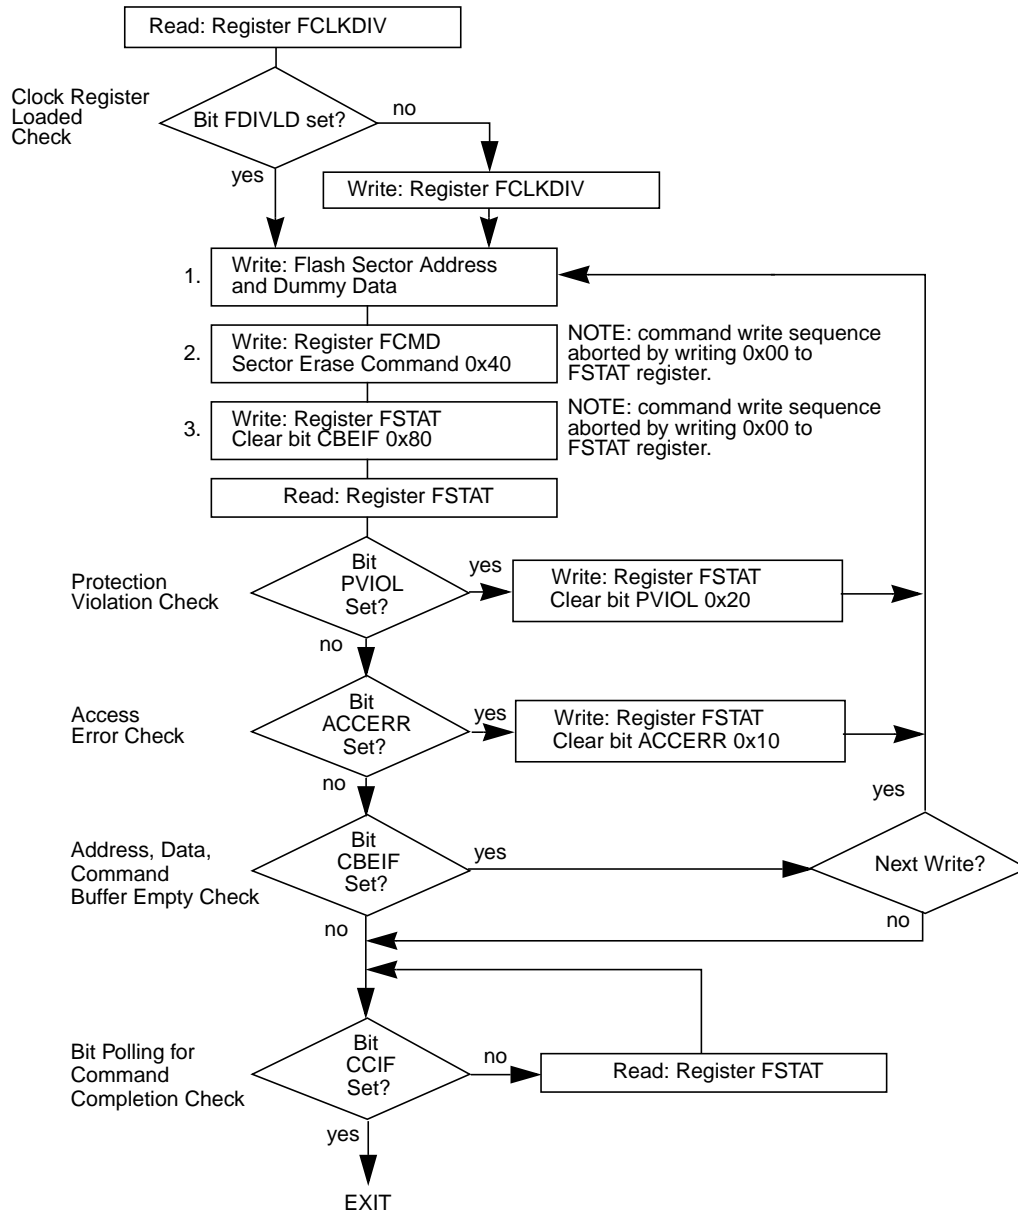 Read: Register FCLKDIV
Clock Register
Loaded
Check
Bit FDIVLD set?
no
yes
Write: Register FCLKDIV
1.
Write: Flash Sector Address
and Dummy Data
2.
Write: Register FCMD
Sector Erase Command 0x40
NOTE: command write sequence
aborted by writing 0x00 to
FSTAT register.
3.
Write: Register FSTAT
Clear bit CBEIF 0x80
NOTE: command write sequence
aborted by writing 0x00 to
FSTAT register.
Read: Register FSTAT
Protection
Violation Check
Bit
PVIOL
Set?
yes
Write: Register FSTAT
Clear bit PVIOL 0x20
no
Access
Error Check
Bit
ACCERR
Set?
yes
Write: Register FSTAT
Clear bit ACCERR 0x10
no
yes
Address, Data,
Command
Buffer Empty Check
Bit
CBEIF
Set?
yes
Next Write?
no
no
Bit Polling for
Command
Completion Check
Bit
CCIF
Set?
no
Read: Register FSTAT
yes
EXIT